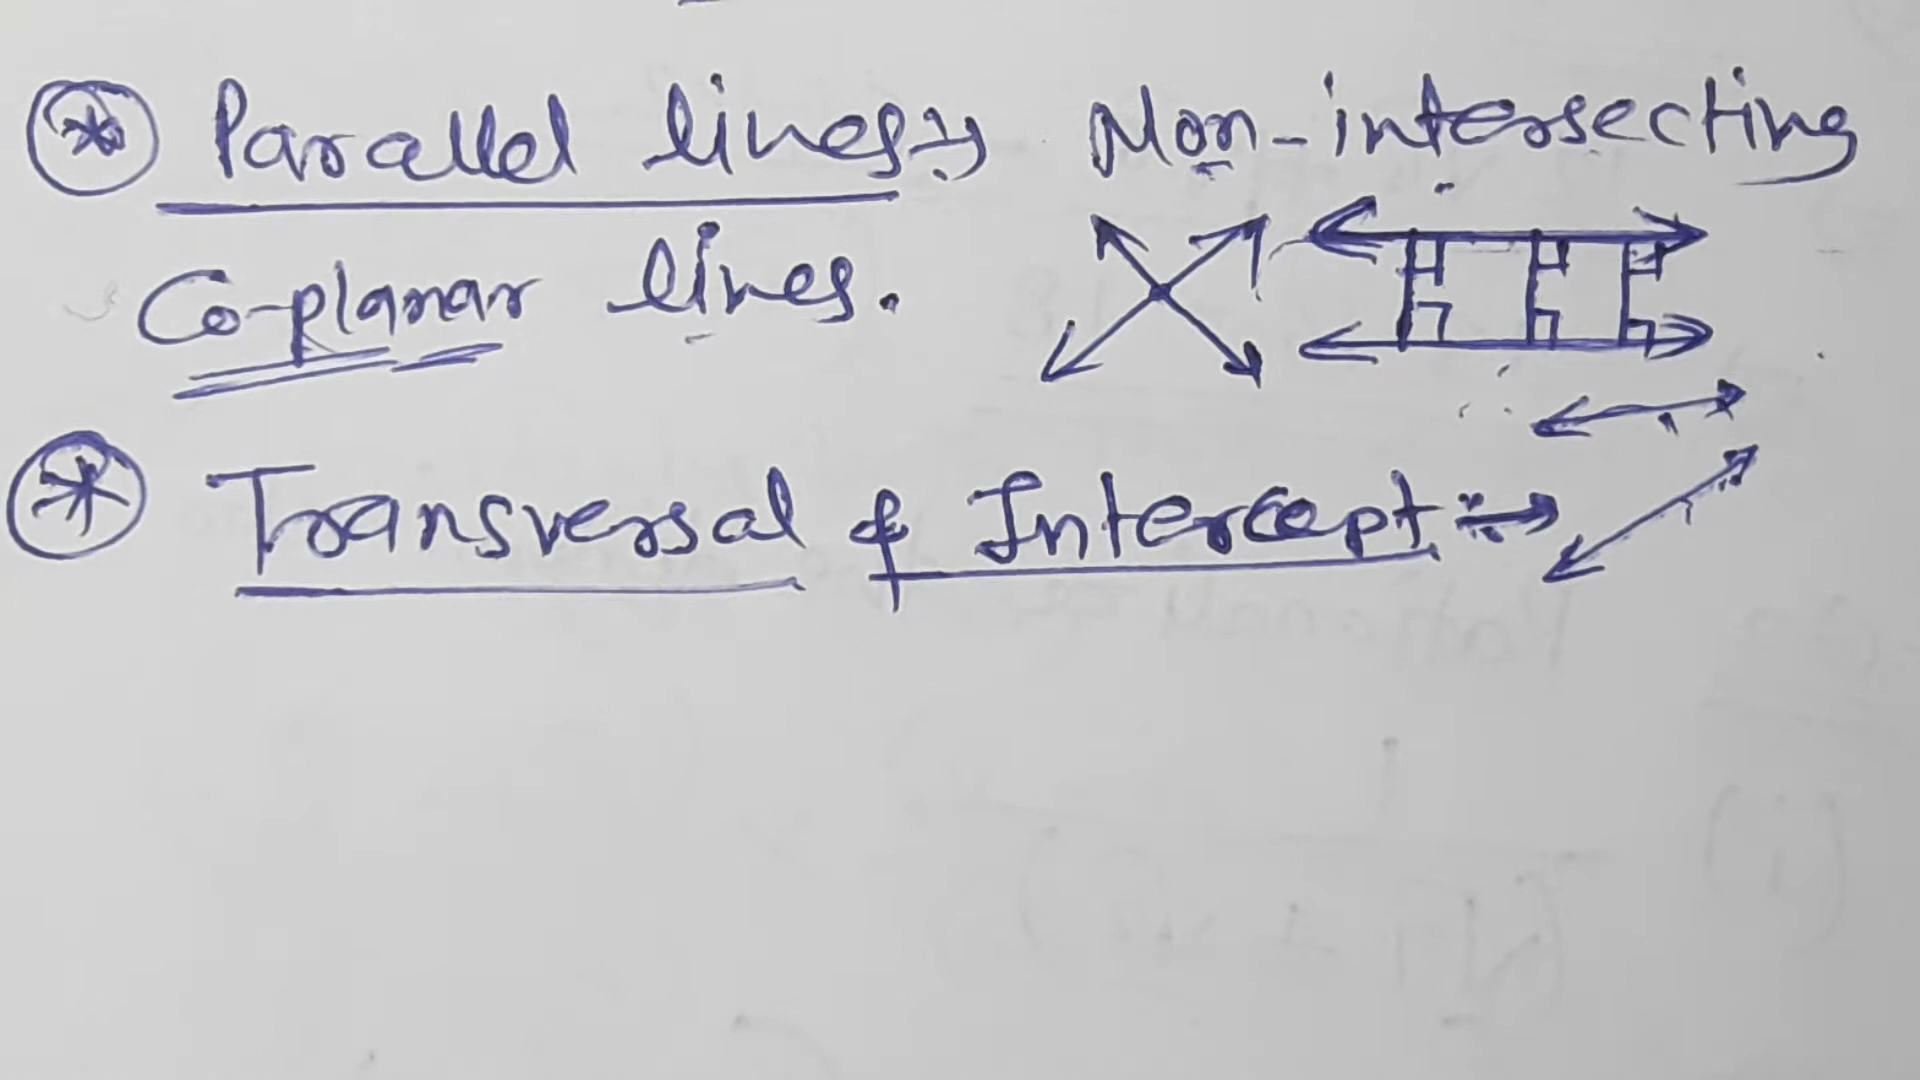 Parallel lines:→ Non-intersecting
Co-planar lines.
Transversal & Intercept:→